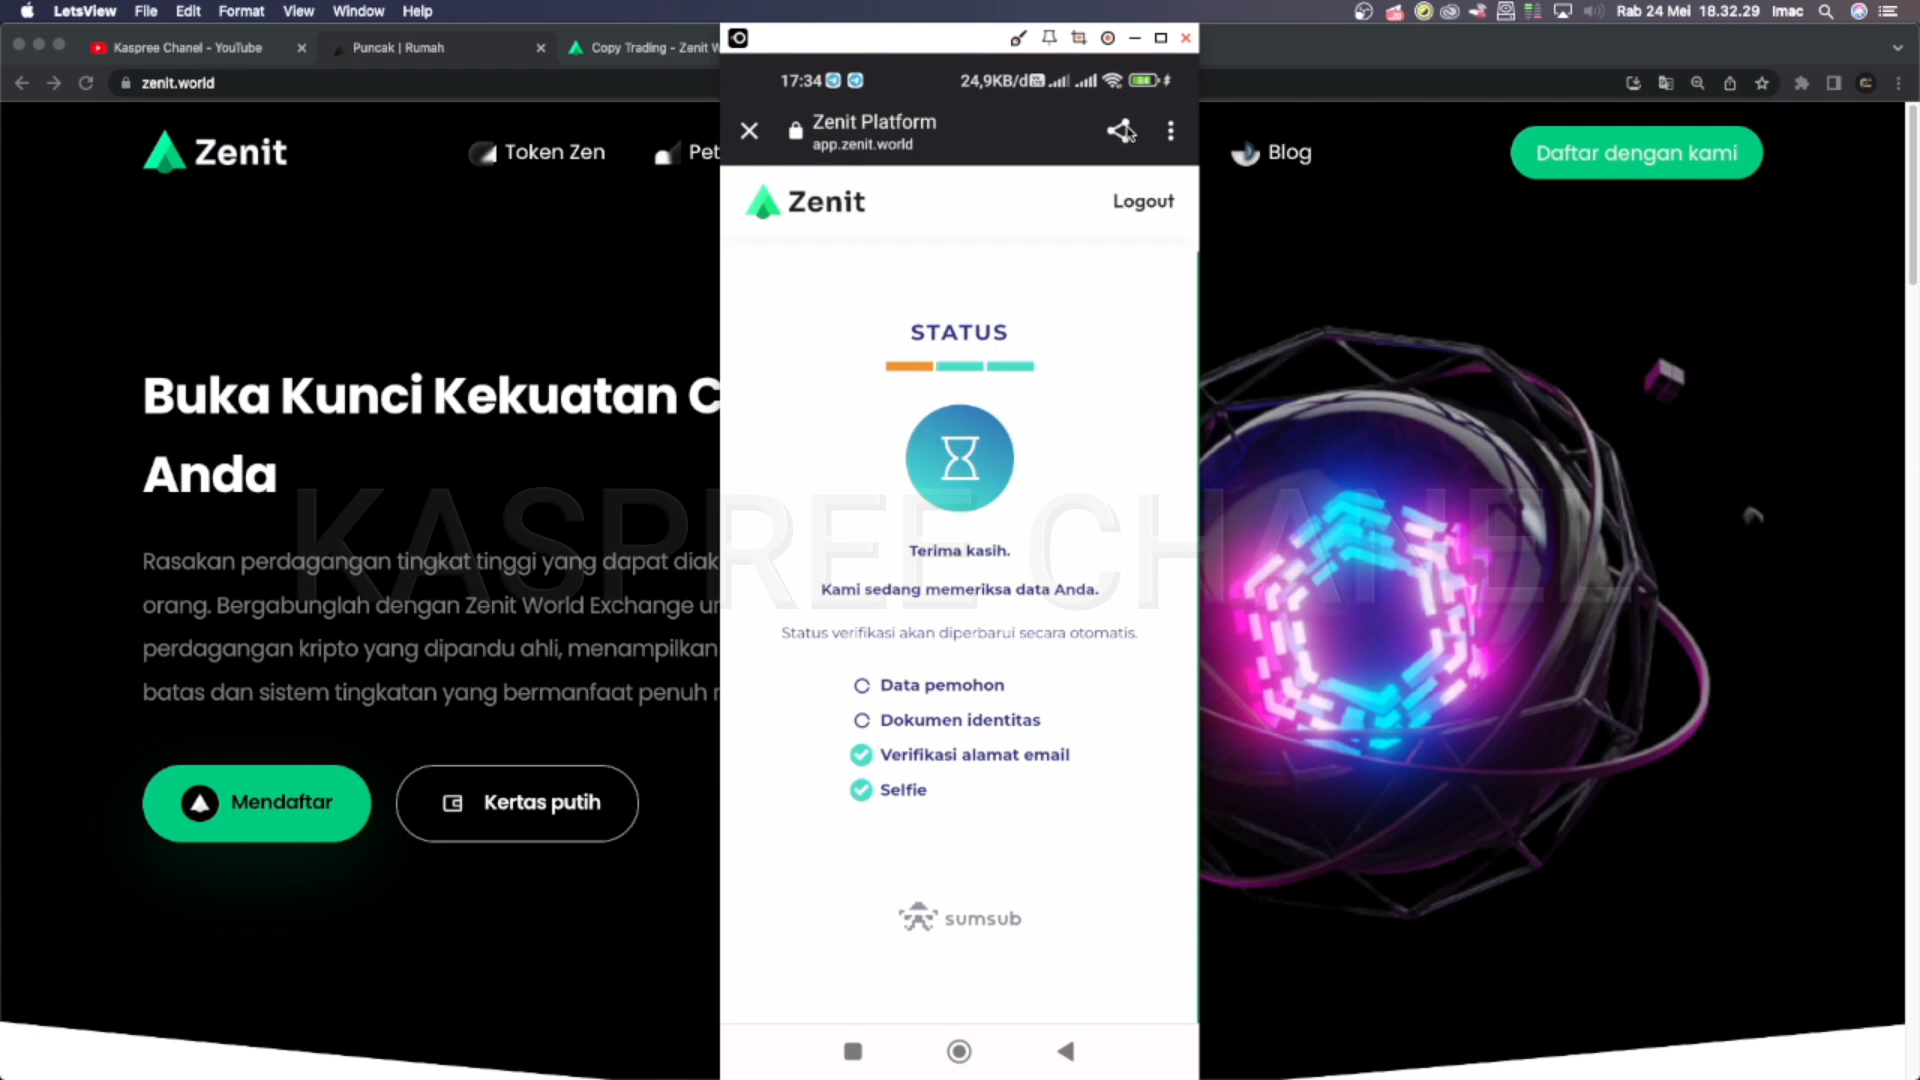 LetsView File Edit Format View Window Help
Rab 24 Mei 18.32.29 Imac
Kaspree Chanel - YouTube
Puncak | Rumah
Copy Trading - Zenit W
zenit.world
17:34
24,9KB/d
84
Zenit Platform
app.zenit.world
Zenit
Token Zen
Pet
Blog
Daftar dengan kami
Zenit
Logout
STATUS
Buka Kunci Kekuatan C
Anda
KASPREE CHANEL
Terima kasih.
Kami sedang memeriksa data Anda.
Status verifikasi akan diperbarui secara otomatis.
Rasakan perdagangan tingkat tinggi yang dapat diak
orang. Bergabunglah dengan Zenit World Exchange un
perdagangan kripto yang dipandu ahli, menampilkan
batas dan sistem tingkatan yang bermanfaat penuh
Data pemohon
Dokumen identitas
Verifikasi alamat email
Selfie
Mendaftar
Kertas putih
sumsub